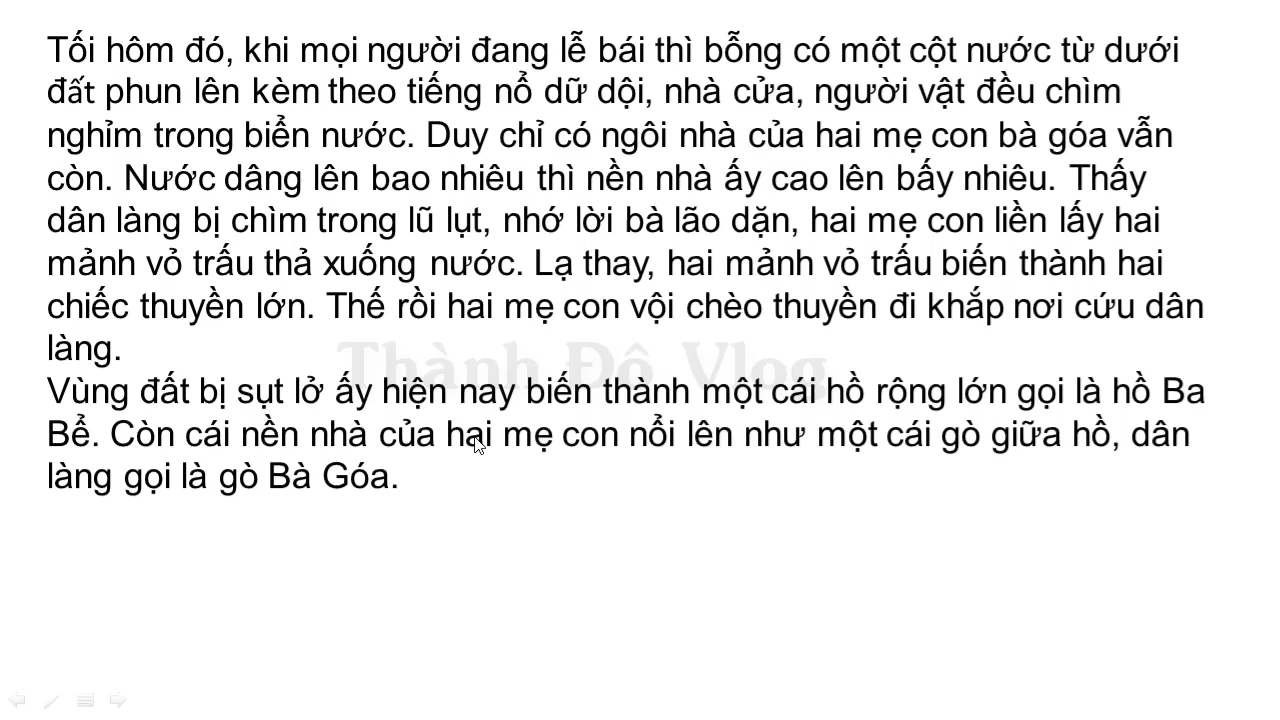 Tối hôm đó, khi mọi người đang lễ bái thì bỗng có một cột nước từ dưới
đất phun lên kèm theo tiếng nổ dữ dội, nhà cửa, người vật đều chìm
nghỉm trong biển nước. Duy chỉ có ngôi nhà của hai mẹ con bà góa vẫn
còn. Nước dâng lên bao nhiêu thì nền nhà ấy cao lên bấy nhiêu. Thấy
dân làng bị chìm trong lũ lụt, nhớ lời bà lão dặn, hai mẹ con liền lấy hai
mảnh vỏ trấu thả xuống nước. Lạ thay, hai mảnh vỏ trấu biến thành hai
chiếc thuyền lớn. Thế rồi hai mẹ con vội chèo thuyền đi khắp nơi cứu dân
làng.
Thành Đô Vlog
Vùng đất bị sụt lở ấy hiện nay biến thành một cái hồ rộng lớn gọi là hồ Ba
Bể. Còn cái nền nhà của hai mẹ con nổi lên như một cái gò giữa hồ, dân
làng gọi là gò Bà Góa.